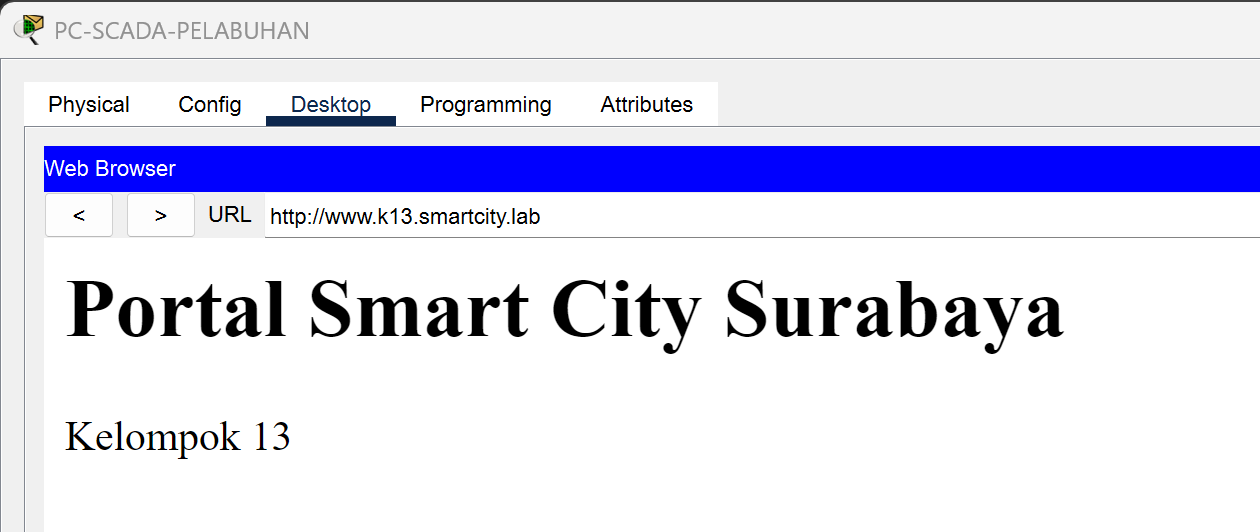 PC-SCADA-PELABUHAN
Physical Config Desktop Programming Attributes
Web Browser
< > URL http://www.k13.smartcity.lab
Portal Smart City Surabaya
Kelompok 13